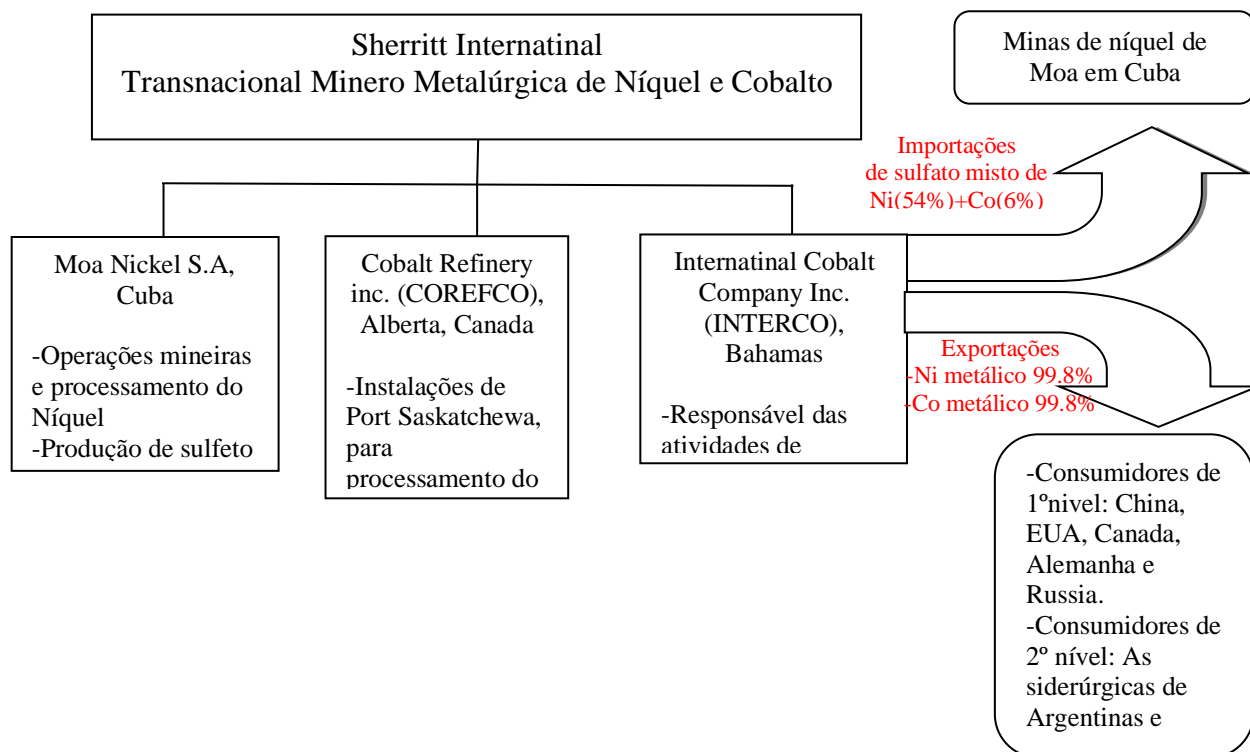 Sherritt Internatinal
Transnacional Minero Metalúrgica de Níquel e Cobalto
Minas de níquel de
Moa em Cuba
Importações
de sulfato misto de
Ni(54%)+Co(6%)
Moa Nickel S.A,
Cuba
-Operações mineiras
e processamento do
Níquel
-Produção de sulfeto
Cobalt Refinery
inc. (COREFCO),
Alberta, Canada
-Instalações de
Port Saskatchewa,
para
processamento do
Internatinal Cobalt
Company Inc.
(INTERCO),
Bahamas
-Responsável das
atividades de
Exportações
-Ni metálico 99.8%
-Co metálico 99.8%
-Consumidores de
1ºnivel: China,
EUA, Canada,
Alemanha e
Russia.
-Consumidores de
2º nível: As
siderúrgicas de
Argentinas e